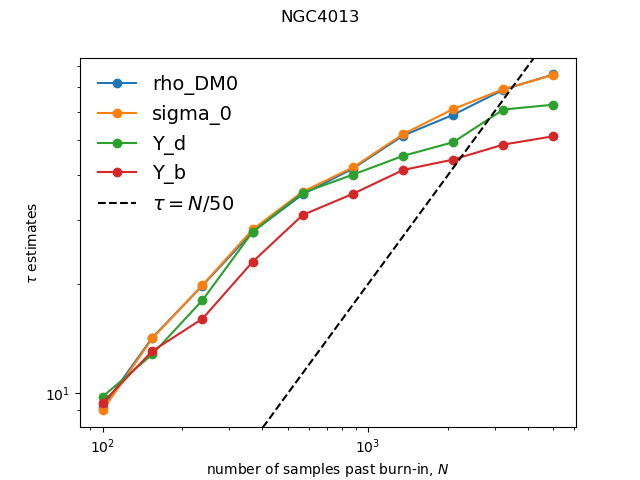 NGC4013
rho_DM0
sigma_0
Y_d
Y_b
τ = N/50
τ estimates
10¹
10² 10³
number of samples past burn-in, N